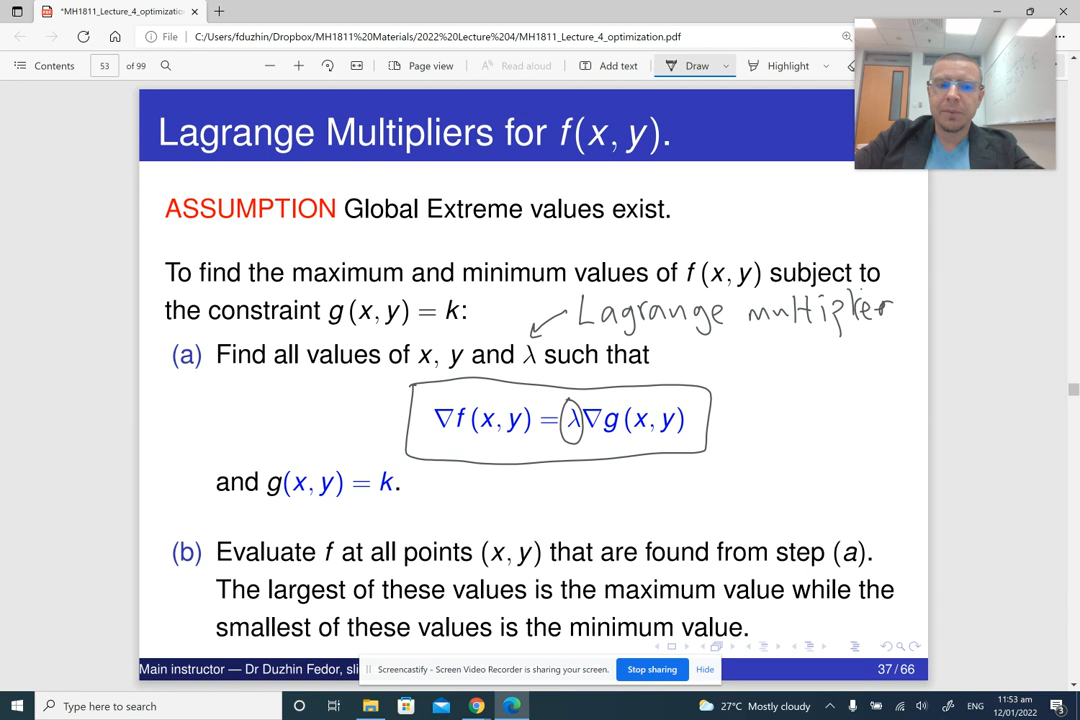 *MH1811_Lecture_4_optimization.p
File
C:/Users/fduzhin/Dropbox/MH1811%20Materials/2022%20Lecture%204/MH1811_Lecture_4_optimization.pdf
Contents
53 of 99
Page view
Read aloud
Add text
Draw
Highlight
Lagrange Multipliers for f(x, y).
ASSUMPTION Global Extreme values exist.
To find the maximum and minimum values of f (x, y) subject to
the constraint g (x, y) = k:
Lagrange multiplier
(a) Find all values of x, y and λ such that
∇f (x, y) = λ∇g (x, y)
and g(x, y) = k.
(b) Evaluate f at all points (x, y) that are found from step (a).
The largest of these values is the maximum value while the
smallest of these values is the minimum value.
Main instructor — Dr Duzhin Fedor, sli
37 / 66
Screencastify - Screen Video Recorder is sharing your screen.
Stop sharing
Hide
Type here to search
27°C Mostly cloudy
ENG
11:53 am
12/01/2022
3